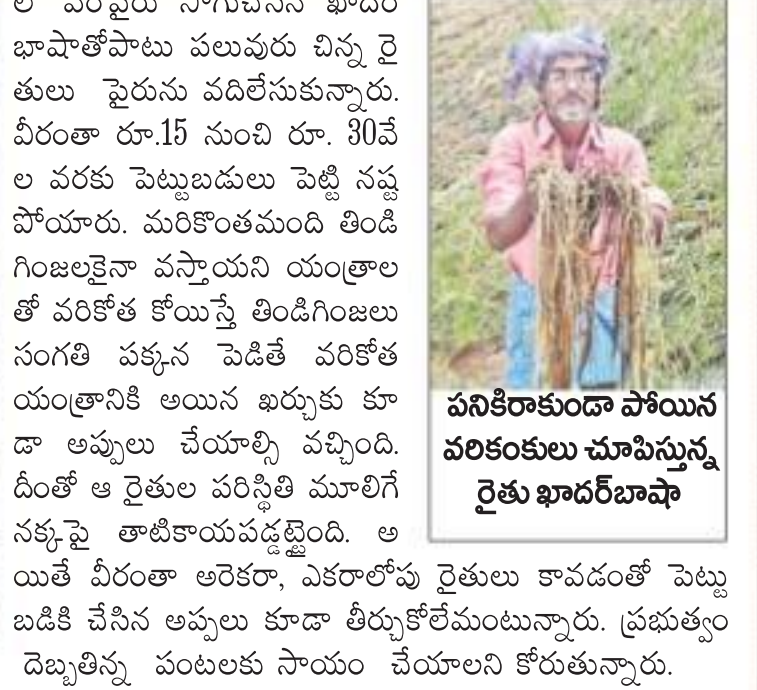 భాషాతోపాటు పలువురు చిన్న రై
తులు పైరును వదిలేసుకున్నారు.
వీరంతా రూ.15 నుంచి రూ. 30వే
ల వరకు పెట్టుబడులు పెట్టి నష్ట
పోయారు. మరికొంతమంది తిండి
గింజలకైనా వస్తాయని యంత్రాల
తో వరికోత కోయిస్తే తిండిగింజలు
సంగతి పక్కన పెడితే వరికోత
యంత్రానికి అయిన ఖర్చుకు కూ
డా అప్పులు చేయాల్సి వచ్చింది.
దీంతో ఆ రైతుల పరిస్థితి మూలిగే
నక్కపై తాటికాయపడ్డట్టైంది. అ
యితే వీరంతా అరెకరా, ఎకరాలోపు రైతులు కావడంతో పెట్టు
బడికి చేసిన అప్పలు కూడా తీర్చుకోలేమంటున్నారు. ప్రభుత్వం
దెబ్బతిన్న పంటలకు సాయం చేయాలని కోరుతున్నారు.
పనికిరాకుండా పోయిన
వరికంకులు చూపిస్తున్న
రైతు ఖాదర్‌బాషా